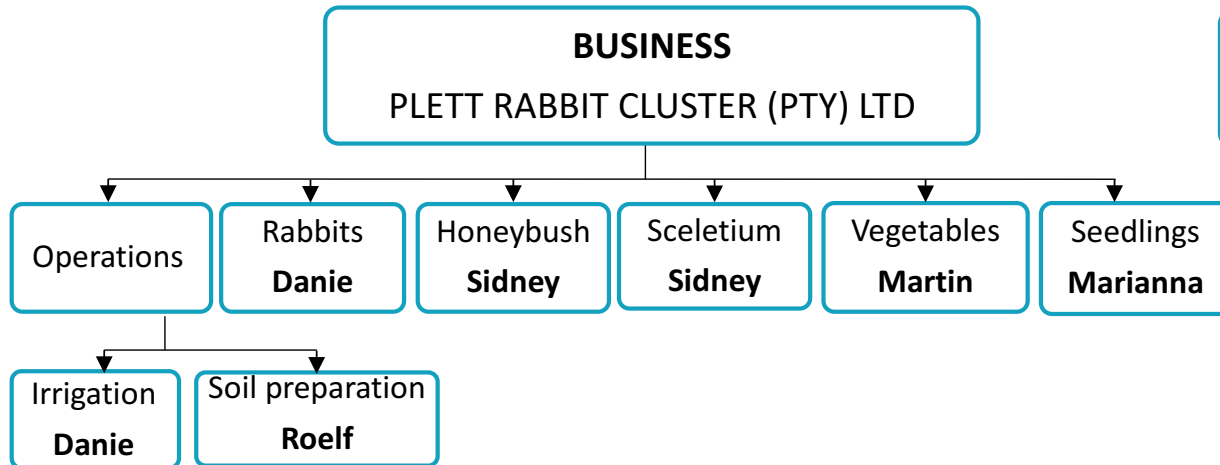 BUSINESS
PLETT RABBIT CLUSTER (PTY) LTD
Operations
Rabbits
Danie
Honeybush
Sidney
Sceletium
Sidney
Vegetables
Martin
Seedlings
Marianna
Irrigation
Danie
Soil preparation
Roelf